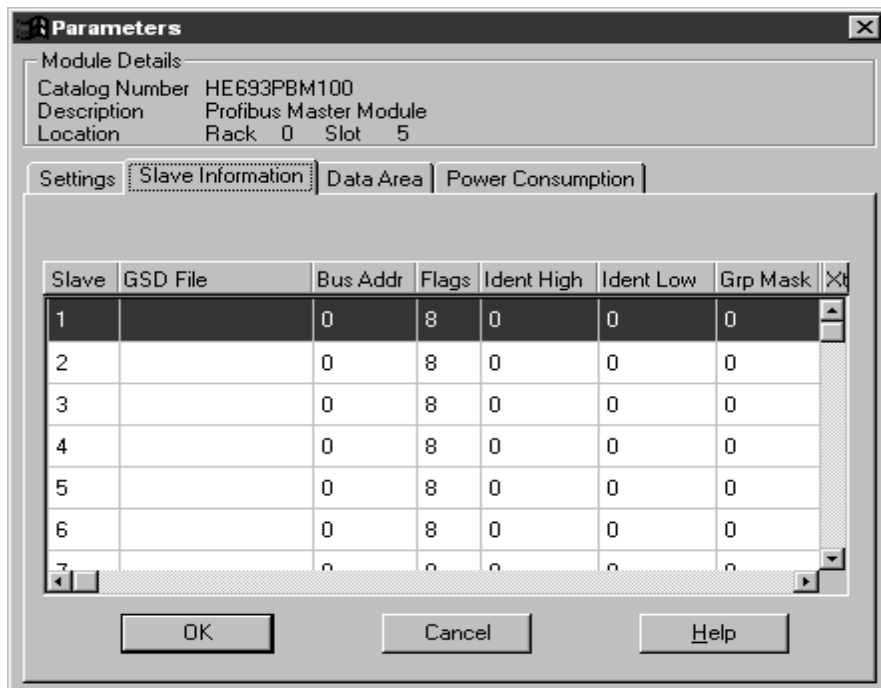 Parameters
Module Details
Catalog Number HE693PBM100
Description Profibus Master Module
Location Rack 0 Slot 5
Settings Slave Information Data Area Power Consumption
Slave GSD File Bus Addr Flags Ident High Ident Low Grp Mask
1 0 8 0 0 0
2 0 8 0 0 0
3 0 8 0 0 0
4 0 8 0 0 0
5 0 8 0 0 0
6 0 8 0 0 0
OK Cancel Help